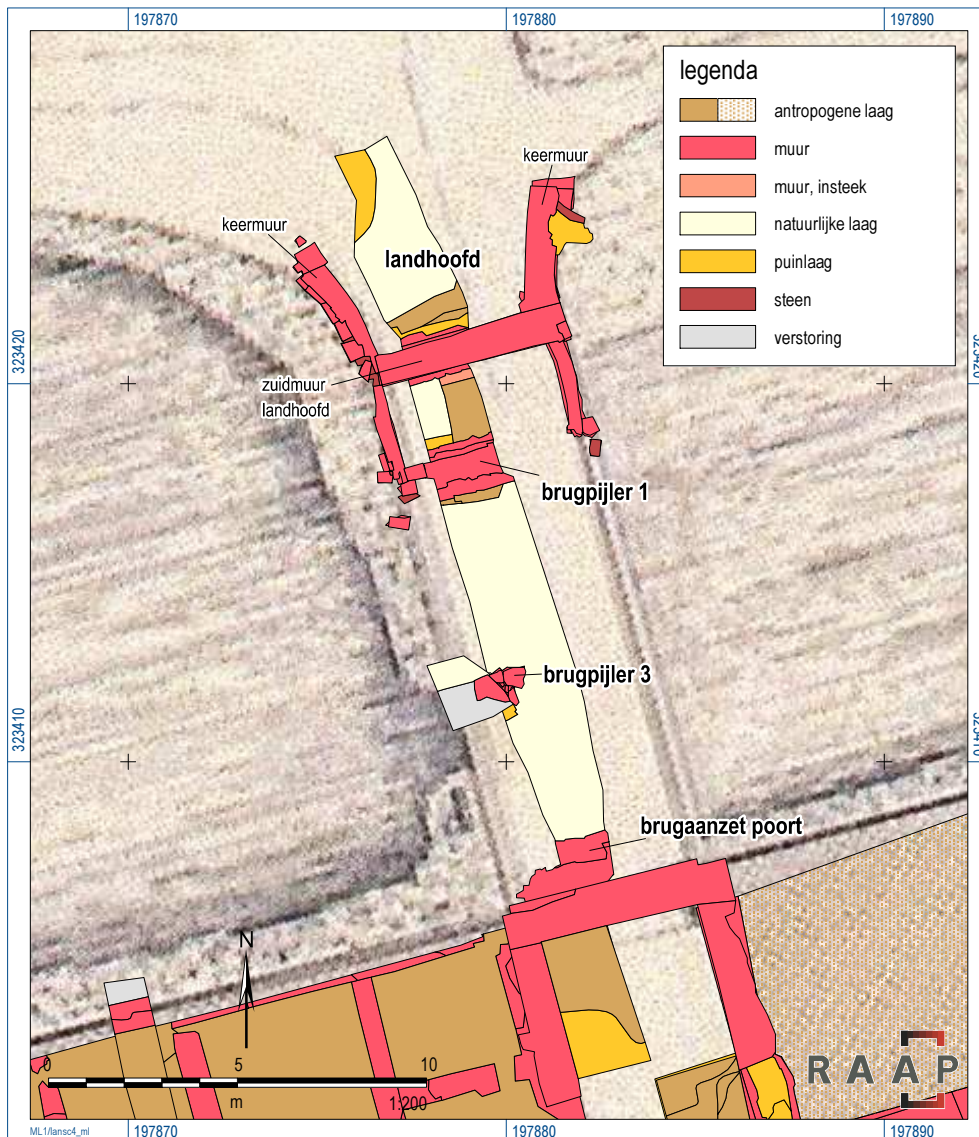 197870
197880
197890
legenda
antropogene laag
muur
muur, insteek
natuurlijke laag
puinlaag
steen
verstoring
keermuur
keermuur
landhoofd
323420
323420
zuidmuur
landhoofd
brugpijler 1
brugpijler 3
323410
323410
brugaanzet poort
N
0
5
10
m
1:200
RAAP
ML1/lansc4_ml
197870
197880
197890